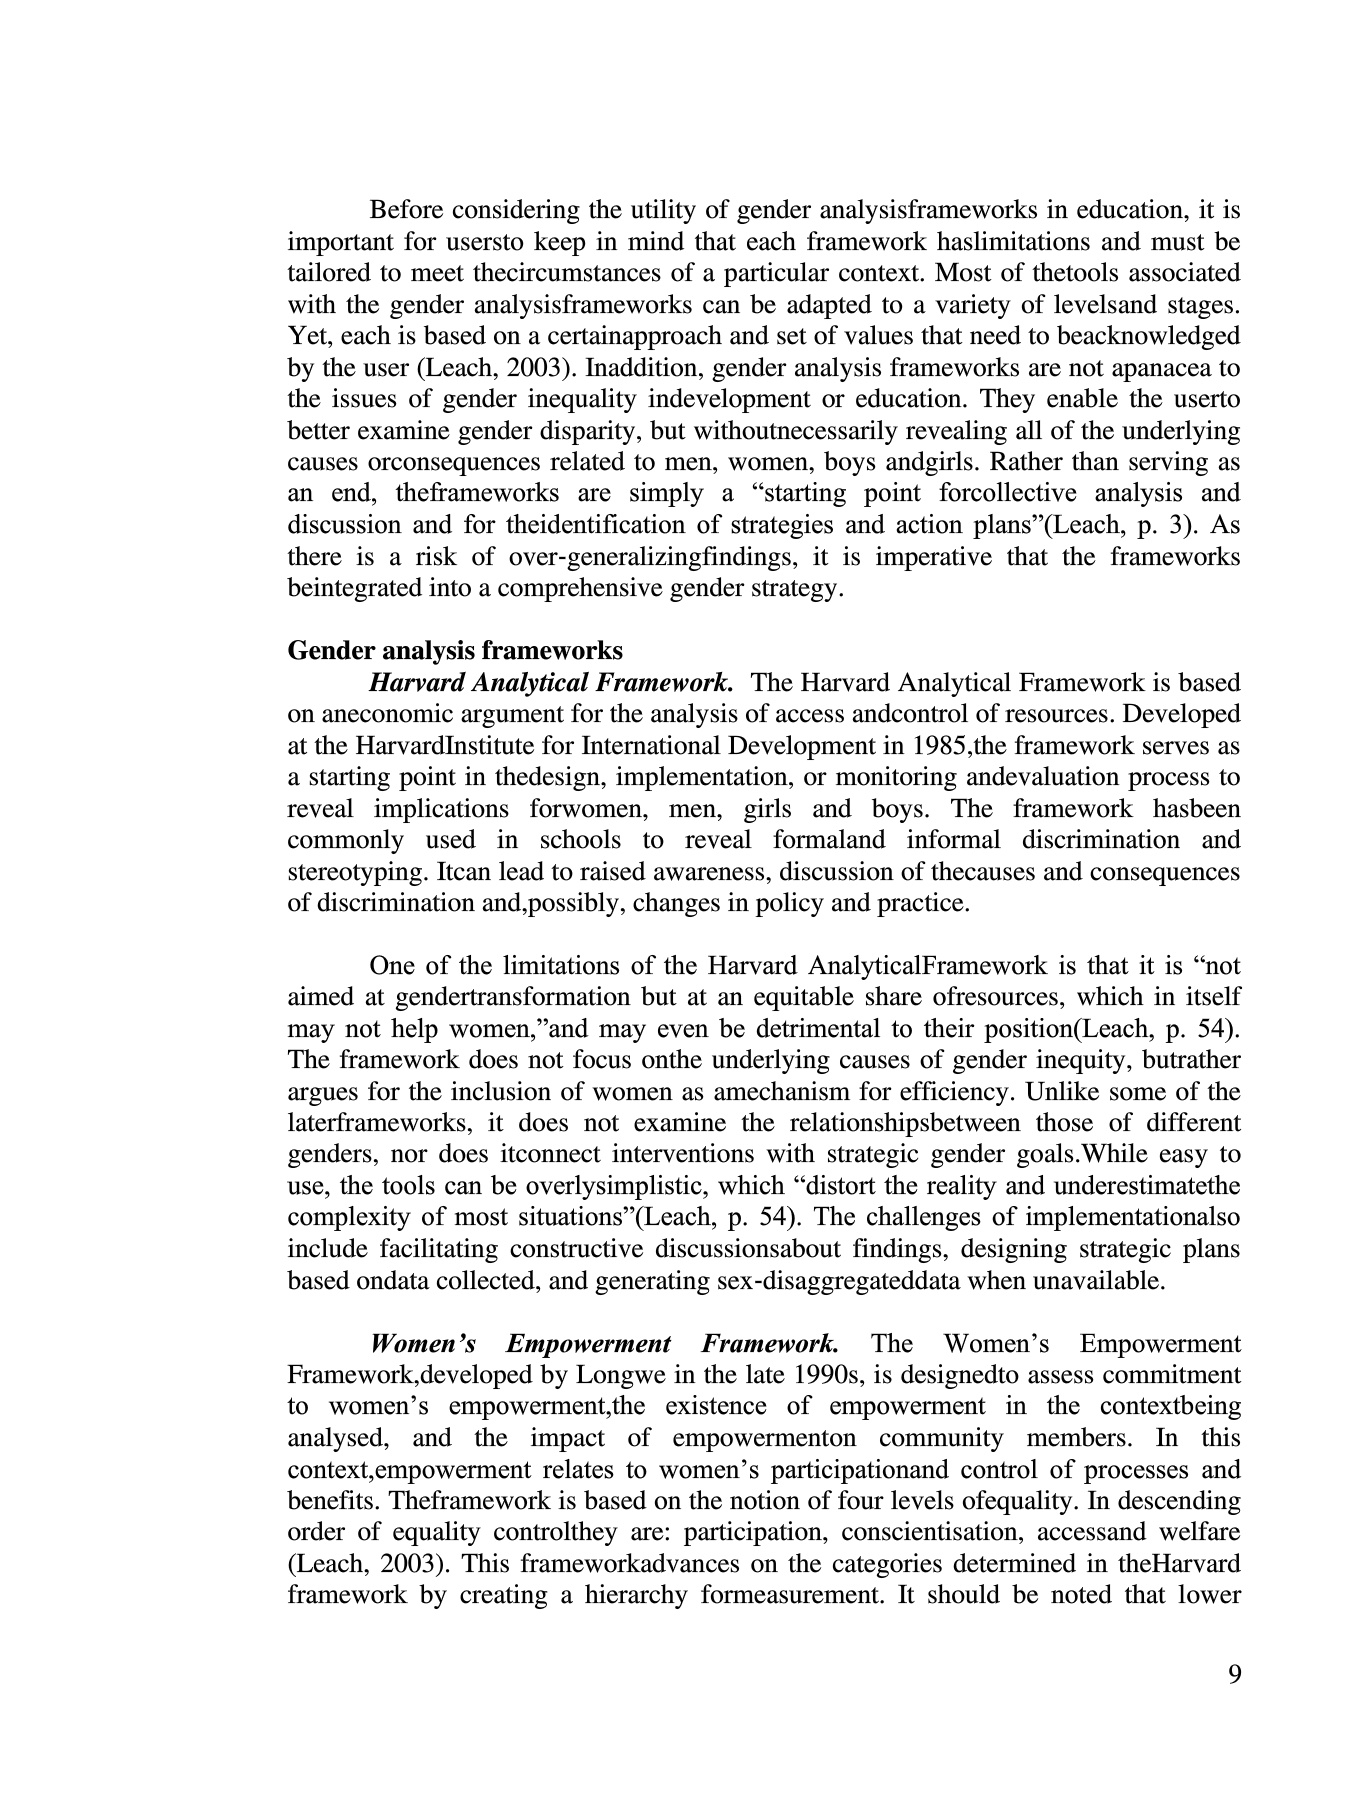 Before considering the utility of gender analysisframeworks in education, it is
important for usersto keep in mind that each framework haslimitations and must be
tailored to meet thecircumstances of a particular context. Most of thetools associated
with the gender analysisframeworks can be adapted to a variety of levelsand stages.
Yet, each is based on a certainapproach and set of values that need to beacknowledged
by the user (Leach, 2003). Inaddition, gender analysis frameworks are not apanacea to
the issues of gender inequality indevelopment or education. They enable the userto
better examine gender disparity, but withoutnecessarily revealing all of the underlying
causes orconsequences related to men, women, boys andgirls. Rather than serving as
an end, theframeworks are simply a “starting point forcollective analysis and
discussion and for theidentification of strategies and action plans”(Leach, p. 3). As
there is a risk of over-generalizingfindings, it is imperative that the frameworks
beintegrated into a comprehensive gender strategy.
Gender analysis frameworks
Harvard Analytical Framework. The Harvard Analytical Framework is based
on aneconomic argument for the analysis of access andcontrol of resources. Developed
at the HarvardInstitute for International Development in 1985,the framework serves as
a starting point in thedesign, implementation, or monitoring andevaluation process to
reveal implications forwomen, men, girls and boys. The framework hasbeen
commonly used in schools to reveal formaland informal discrimination and
stereotyping. Itcan lead to raised awareness, discussion of thecauses and consequences
of discrimination and,possibly, changes in policy and practice.
One of the limitations of the Harvard AnalyticalFramework is that it is “not
aimed at gendertransformation but at an equitable share ofresources, which in itself
may not help women,”and may even be detrimental to their position(Leach, p. 54).
The framework does not focus onthe underlying causes of gender inequity, butrather
argues for the inclusion of women as amechanism for efficiency. Unlike some of the
laterframeworks, it does not examine the relationshipsbetween those of different
genders, nor does itconnect interventions with strategic gender goals.While easy to
use, the tools can be overlysimplistic, which “distort the reality and underestimatethe
complexity of most situations”(Leach, p. 54). The challenges of implementationalso
include facilitating constructive discussionsabout findings, designing strategic plans
based ondata collected, and generating sex-disaggregateddata when unavailable.
Women’s Empowerment Framework. The Women’s Empowerment
Framework,developed by Longwe in the late 1990s, is designedto assess commitment
to women’s empowerment,the existence of empowerment in the contextbeing
analysed, and the impact of empowermenton community members. In this
context,empowerment relates to women’s participationand control of processes and
benefits. Theframework is based on the notion of four levels ofequality. In descending
order of equality controlthey are: participation, conscientisation, accessand welfare
(Leach, 2003). This frameworkadvances on the categories determined in theHarvard
framework by creating a hierarchy formeasurement. It should be noted that lower
9